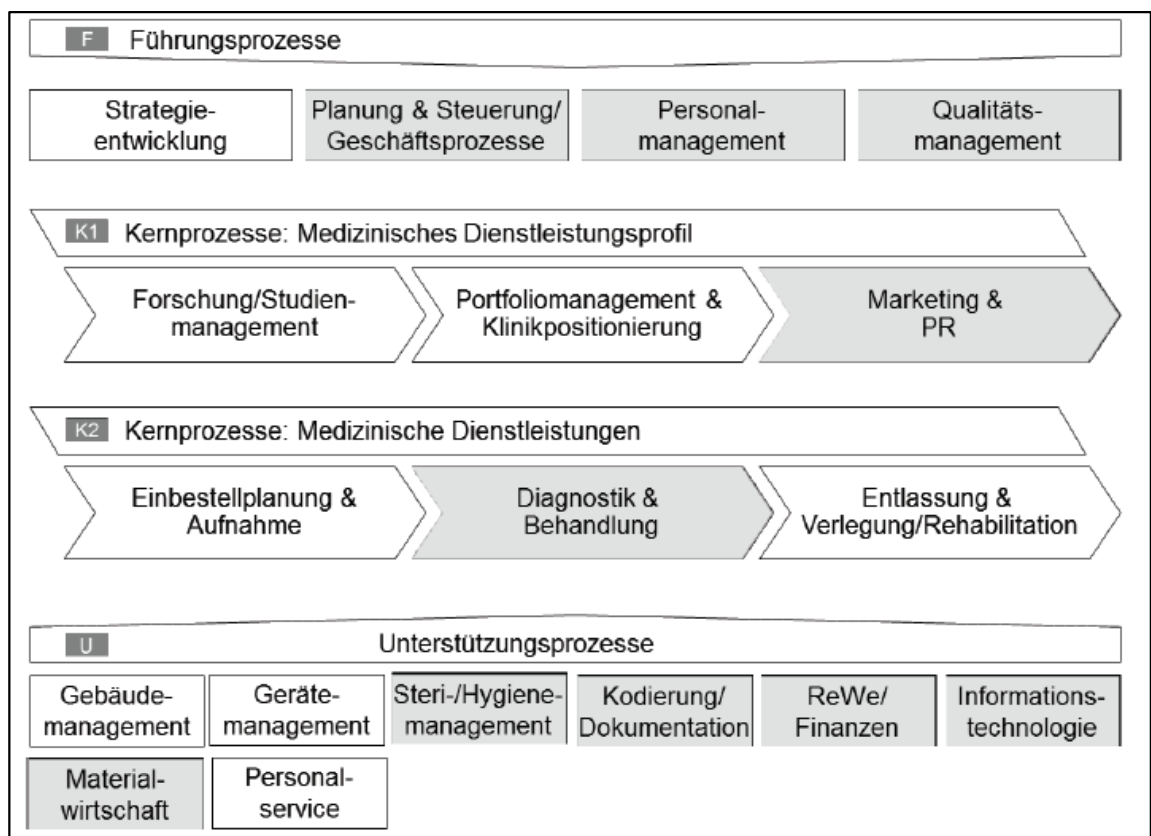 F Führungsprozesse
Strategie-
entwicklung
Planung & Steuerung/
Geschäftsprozesse
Personal-
management
Qualitäts-
management
K1 Kernprozesse: Medizinisches Dienstleistungsprofil
Forschung/Studien-
management
Portfoliomanagement &
Klinikpositionierung
Marketing &
PR
K2 Kernprozesse: Medizinische Dienstleistungen
Einbestellplanung &
Aufnahme
Diagnostik &
Behandlung
Entlassung &
Verlegung/Rehabilitation
U Unterstützungsprozesse
Gebäude-
management
Geräte-
management
Steri-/Hygiene-
management
Kodierung/
Dokumentation
ReWe/
Finanzen
Informations-
technologie
Material-
wirtschaft
Personal-
service